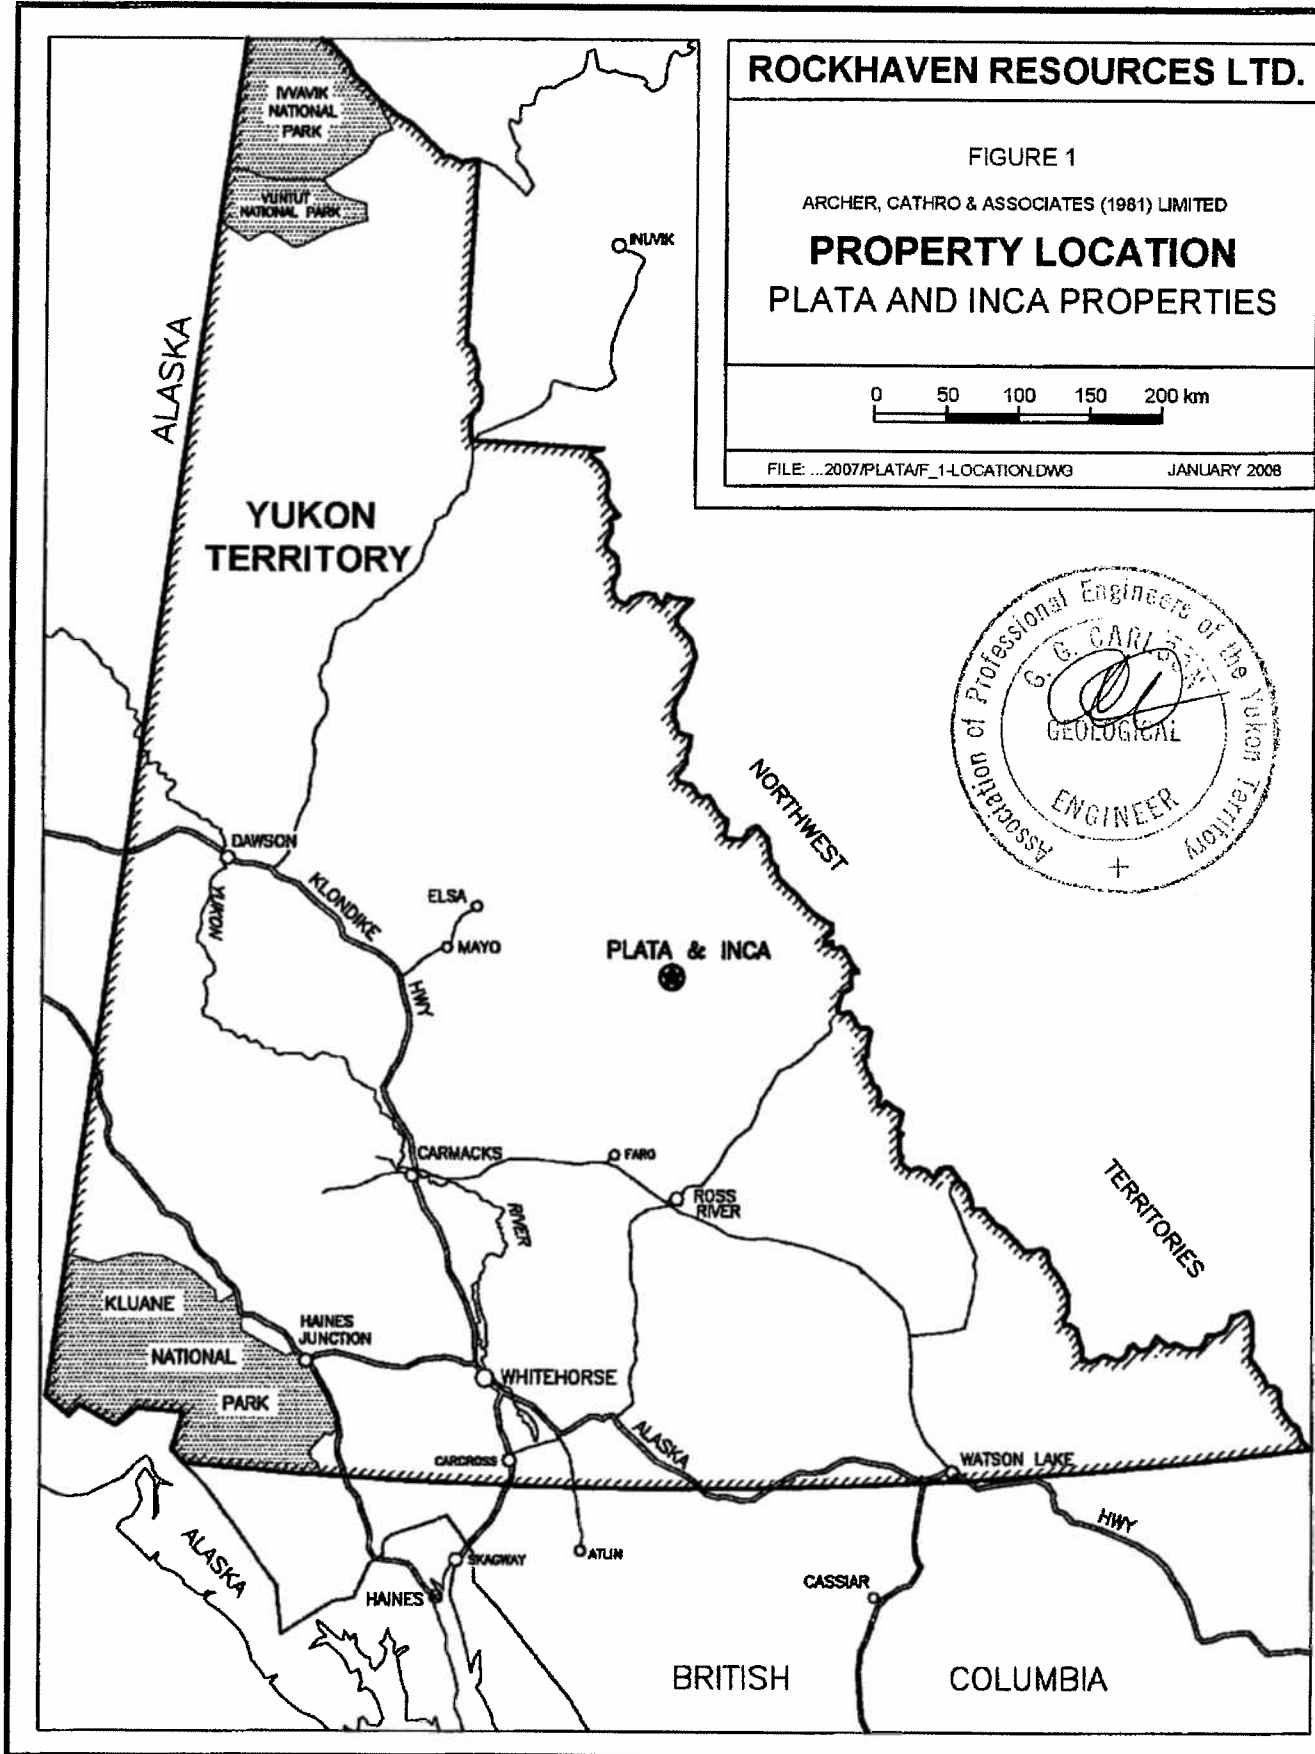 ROCKHAVEN RESOURCES LTD.
FIGURE 1
ARCHER, CATHRO & ASSOCIATES (1981) LIMITED
PROPERTY LOCATION
PLATA AND INCA PROPERTIES
0 50 100 150 200 km
FILE: ...2007/PLATA/F_1-LOCATION.DWG JANUARY 2008
IVVAVIK
NATIONAL
PARK
VUNTUT
NATIONAL PARK
INUVIK
ALASKA
YUKON
TERRITORY
Association of Professional Engineers of the Yukon Territory
G. G. CARLSON
GEOLOGICAL
ENGINEER
NORTHWEST
TERRITORIES
DAWSON
KLONDIKE
HWY
YUKON
RIVER
ELSA
MAYO
PLATA & INCA
CARMACKS
FARO
ROSS
RIVER
KLUANE
NATIONAL
PARK
HAINES
JUNCTION
WHITEHORSE
CARCROSS
ALASKA
HWY
WATSON LAKE
ALASKA
SKAGWAY
HAINES
ATLIN
CASSIAR
BRITISH COLUMBIA